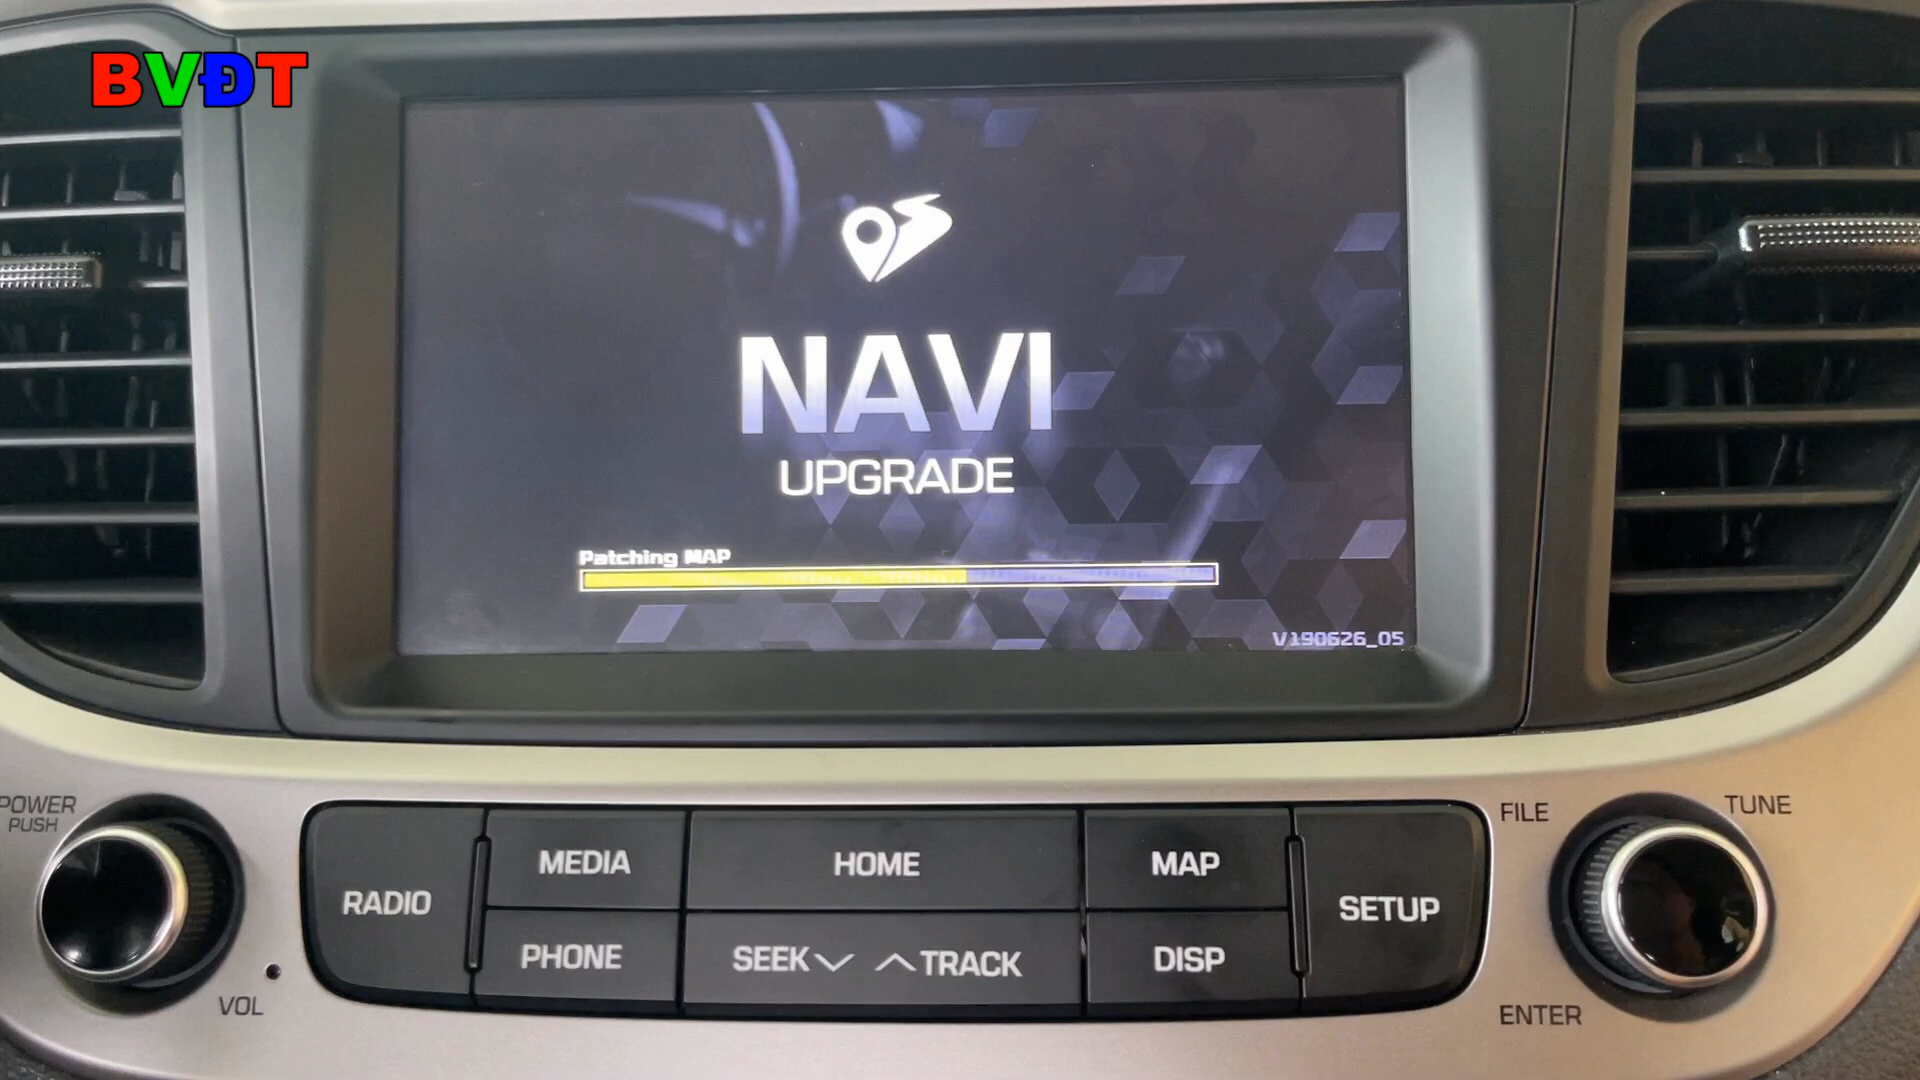 BVĐT
NAVI
UPGRADE
Patching MAP
V190626_05
POWER
PUSH
VOL
RADIO
MEDIA
PHONE
HOME
SEEK TRACK
MAP
DISP
SETUP
FILE
TUNE
ENTER